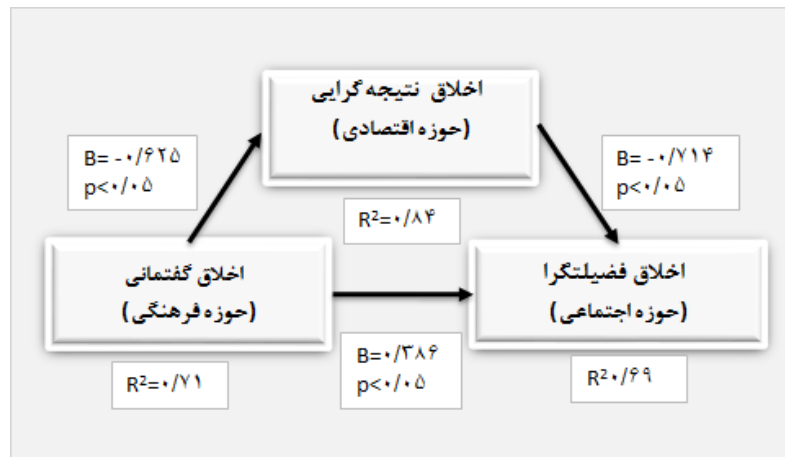 اخلاق نتیجه گرایی
(حوزه اقتصادی)
B= -۰/۶۲۵
p<۰/۰۵
B= -۰/۷۱۴
p<۰/۰۵
R²=۰/۸۴
اخلاق گفتمانی
(حوزه فرهنگی)
اخلاق فضیلتگرا
(حوزه اجتماعی)
R²=۰/۷۱
B=۰/۳۸۶
p<۰/۰۵
R²۰/۶۹